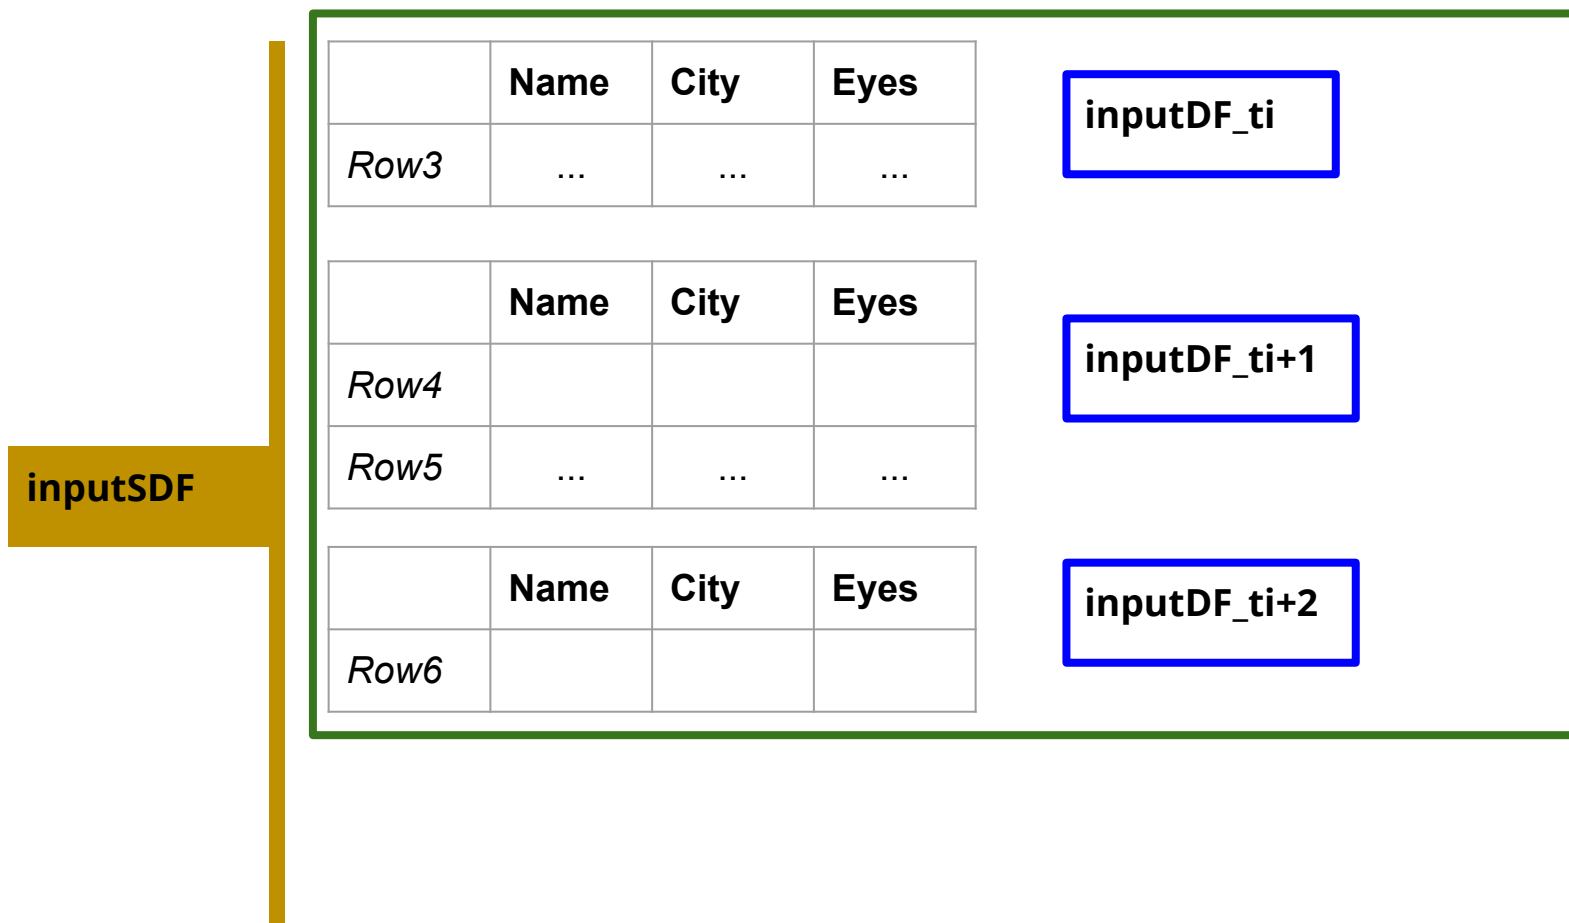 Name City Eyes
inputDF_ti
Row3 ... ... ...
Name City Eyes
inputDF_ti+1
Row4
Row5 ... ... ...
inputSDF
Name City Eyes
inputDF_ti+2
Row6